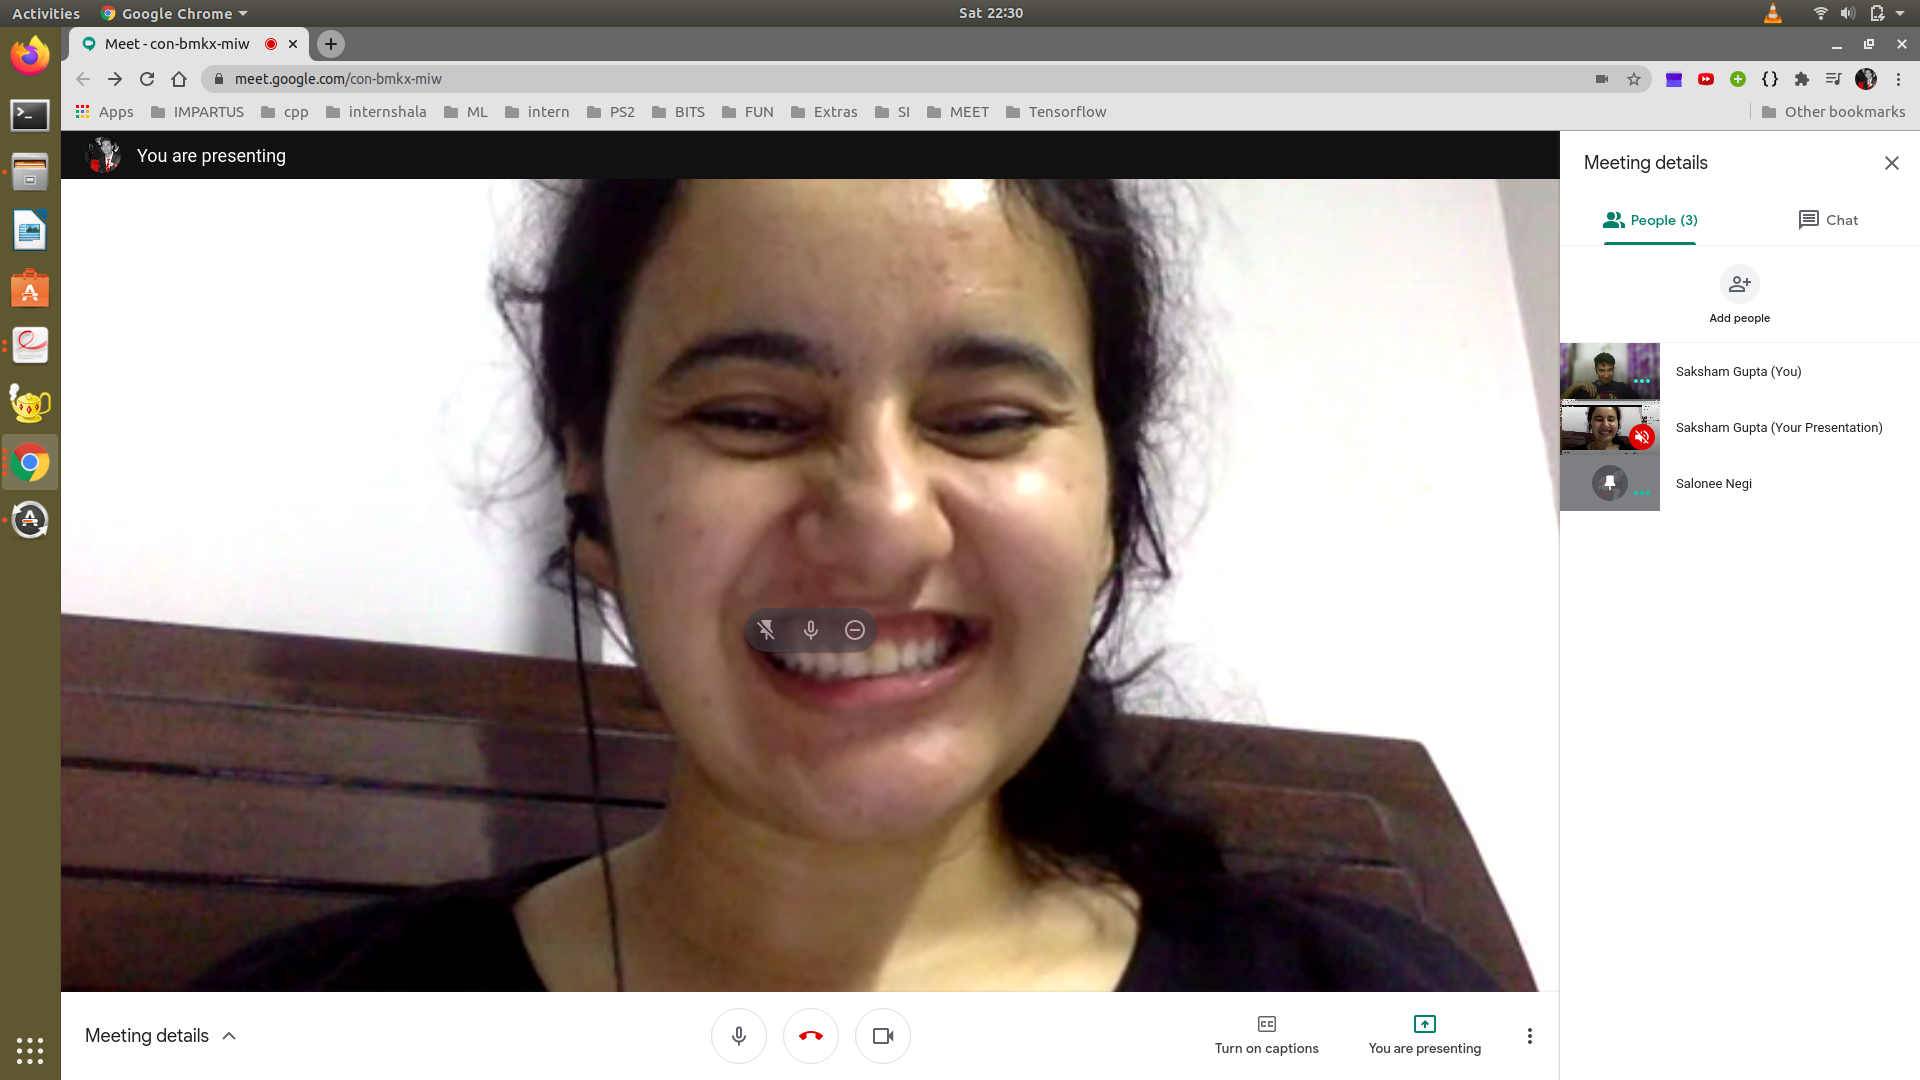 Activities
Google Chrome
Sat 22:30
Meet - con-bmkx-miw
meet.google.com/con-bmkx-miw
Apps IMPARTUS cpp internshala ML intern PS2 BITS FUN Extras SI MEET Tensorflow Other bookmarks
You are presenting
Meeting details
People (3)
Chat
Add people
Saksham Gupta (You)
Saksham Gupta (Your Presentation)
Salonee Negi
Meeting details
Turn on captions
You are presenting